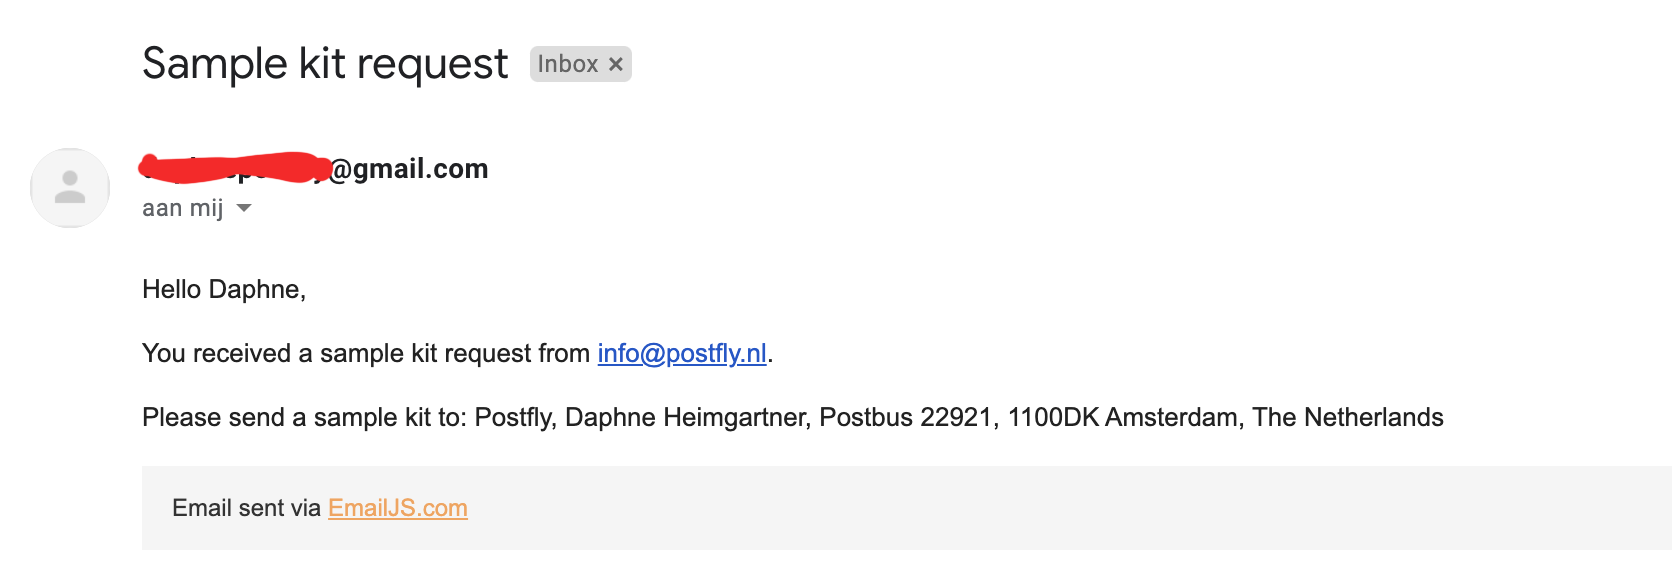 Sample kit request Inbox ×
@gmail.com
aan mij
Hello Daphne,
You received a sample kit request from info@postfly.nl.
Please send a sample kit to: Postfly, Daphne Heimgartner, Postbus 22921, 1100DK Amsterdam, The Netherlands
Email sent via EmailJS.com